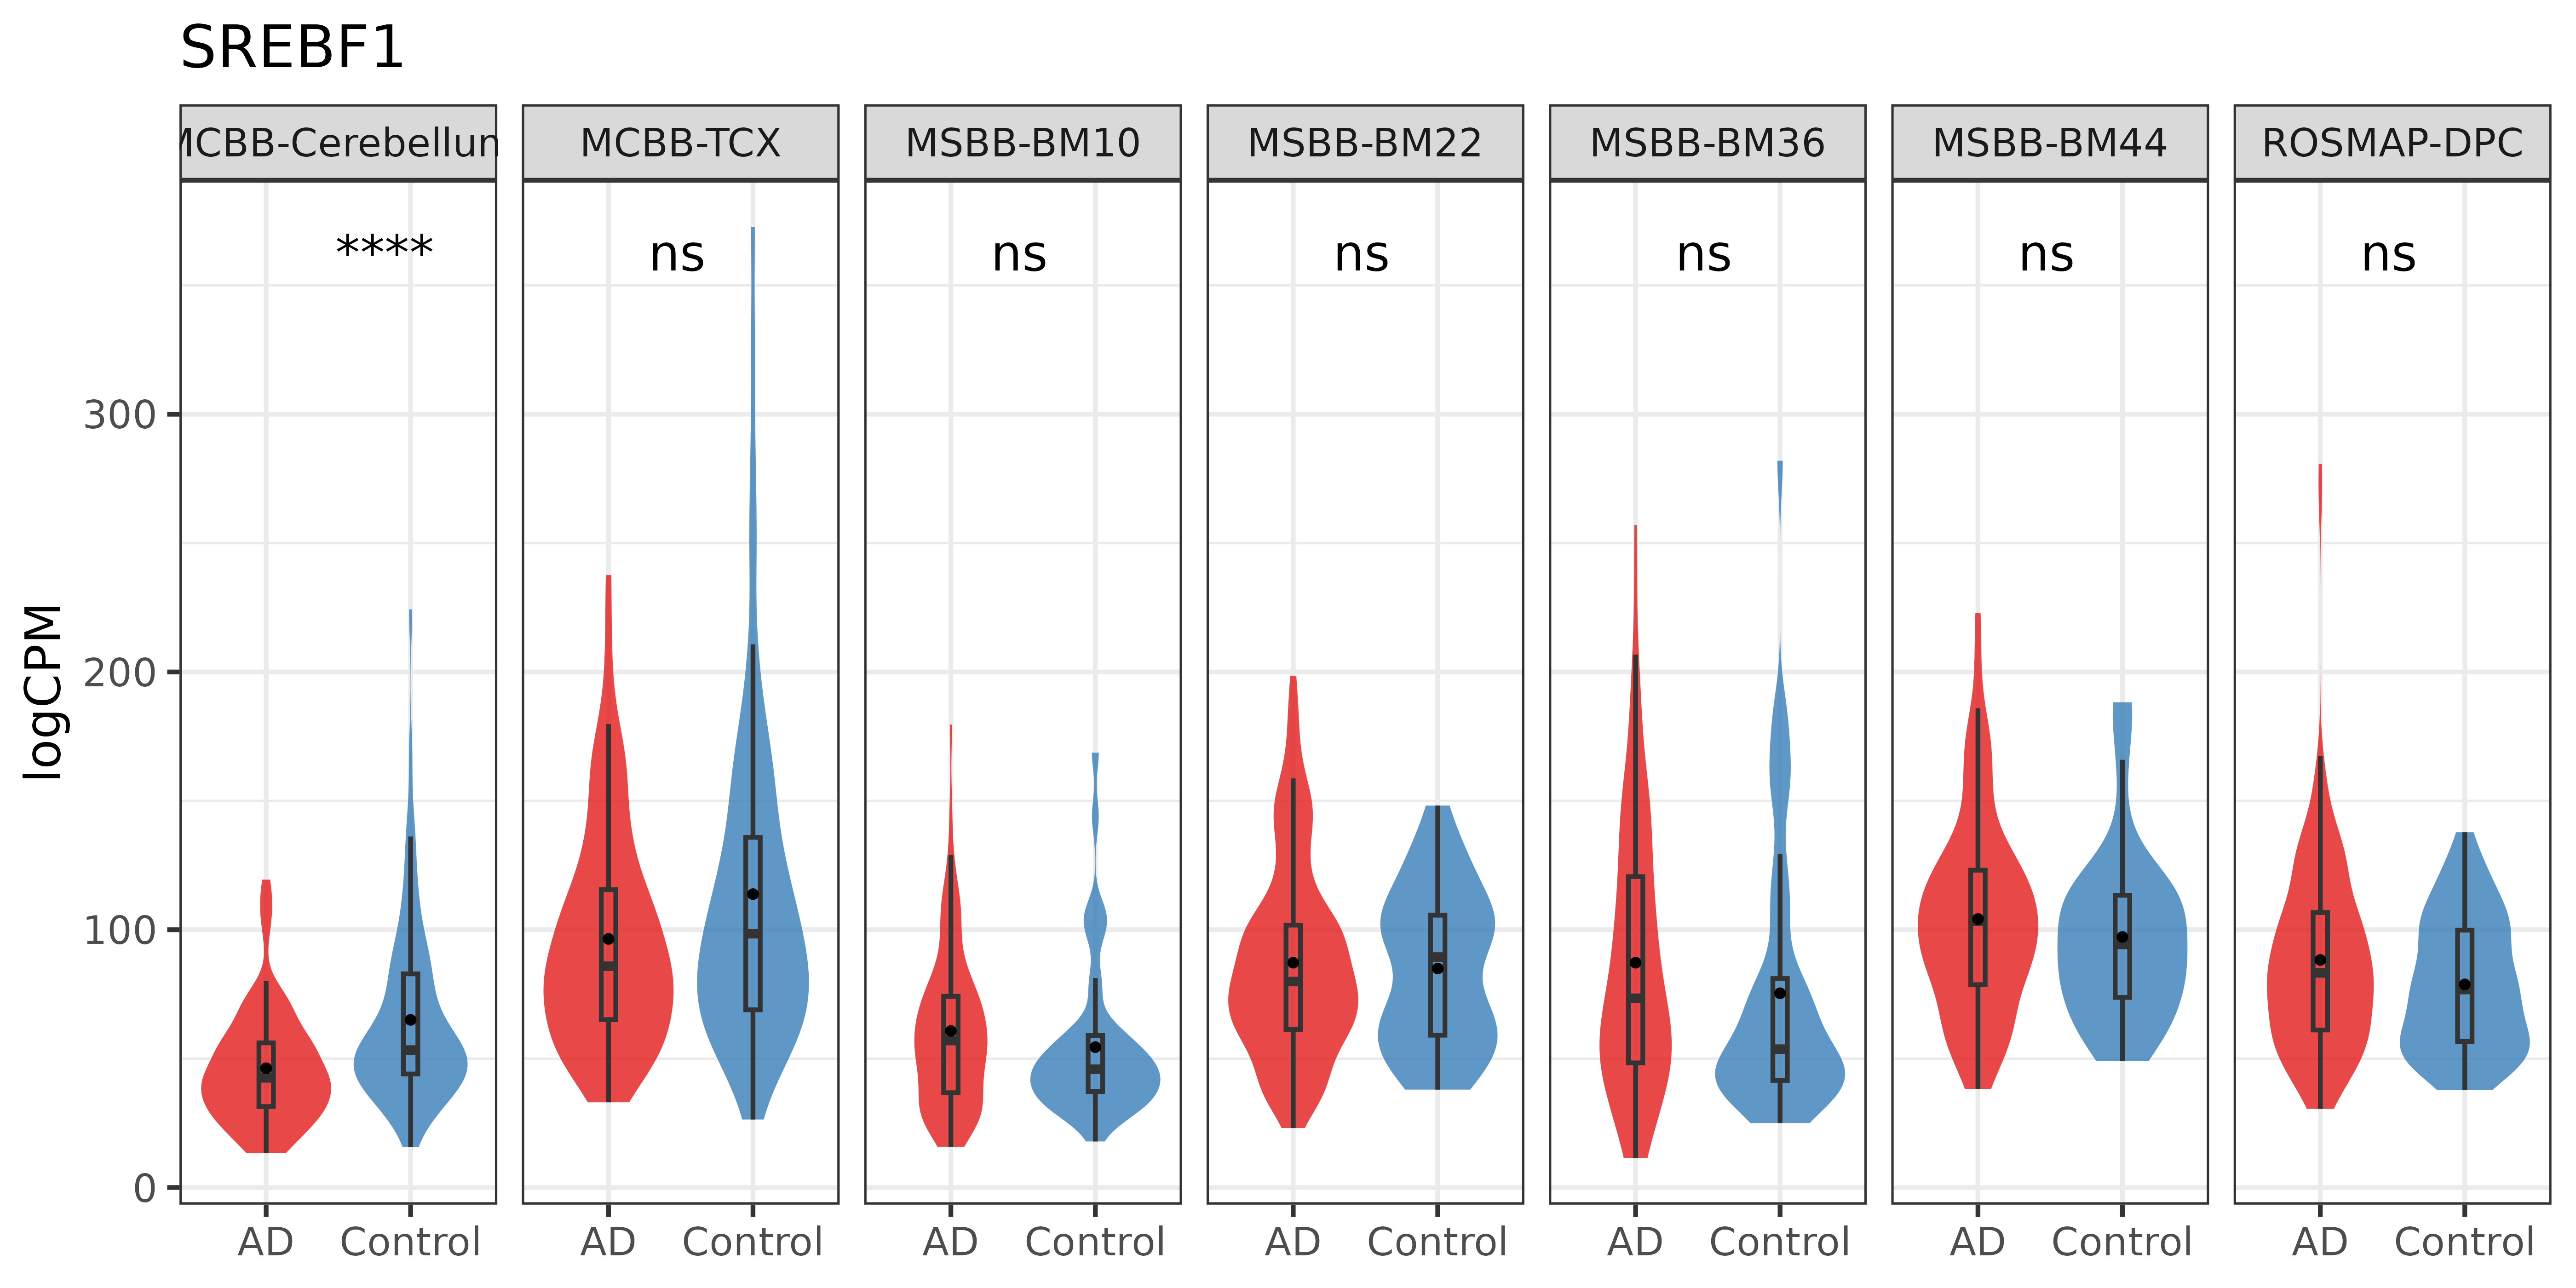 SREBF1
MCBB-Cerebellum MCBB-TCX MSBB-BM10 MSBB-BM22 MSBB-BM36 MSBB-BM44 ROSMAP-DPC
**** ns ns ns ns ns ns
300
200
100
0
logCPM
AD Control AD Control AD Control AD Control AD Control AD Control AD Control